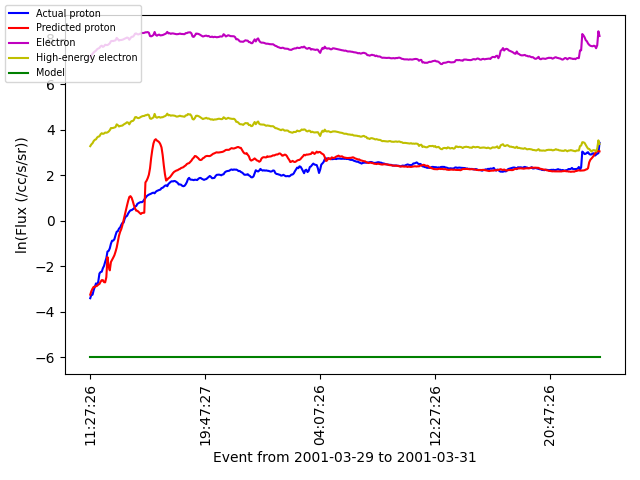 Actual proton
Predicted proton
Electron
High-energy electron
Model
8
6
4
2
0
−2
−4
−6
ln(Flux (/cc/s/sr))
11:27:26
19:47:27
04:07:26
12:27:26
20:47:26
Event from 2001-03-29 to 2001-03-31